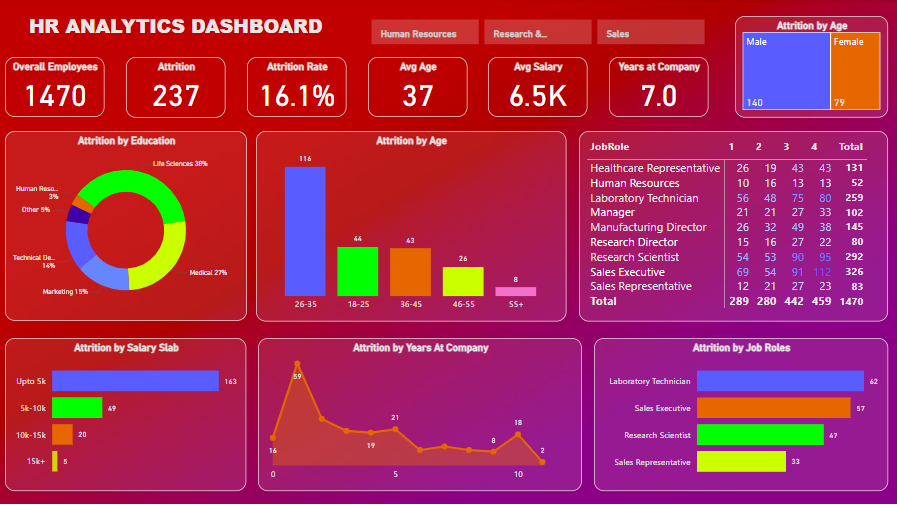 HR ANALYTICS DASHBOARD
Human Resources
Research &...
Sales
Attrition by Age
Male
Female
140
79
Overall Employees
1470
Attrition
237
Attrition Rate
16.1%
Avg Age
37
Avg Salary
6.5K
Years at Company
7.0
Attrition by Education
Life Sciences 38%
Human Reso...
3%
Other 5%
Technical De...
14%
Marketing 15%
Medical 27%
Attrition by Age
116
44
43
26
8
26-35 18-25 36-45 46-55 55+
JobRole 1 2 3 4 Total
Healthcare Representative 26 19 43 43 131
Human Resources 10 16 13 13 52
Laboratory Technician 56 48 75 80 259
Manager 21 21 27 33 102
Manufacturing Director 26 32 49 38 145
Research Director 15 16 27 22 80
Research Scientist 54 53 90 95 292
Sales Executive 69 54 91 112 326
Sales Representative 12 21 27 23 83
Total 289 280 442 459 1470
Attrition by Salary Slab
Upto 5k 163
5k-10k 49
10k-15k 20
15k+ 5
Attrition by Years At Company
59
16
19
21
8
18
2
0 5 10
Attrition by Job Roles
Laboratory Technician 62
Sales Executive 57
Research Scientist 47
Sales Representative 33